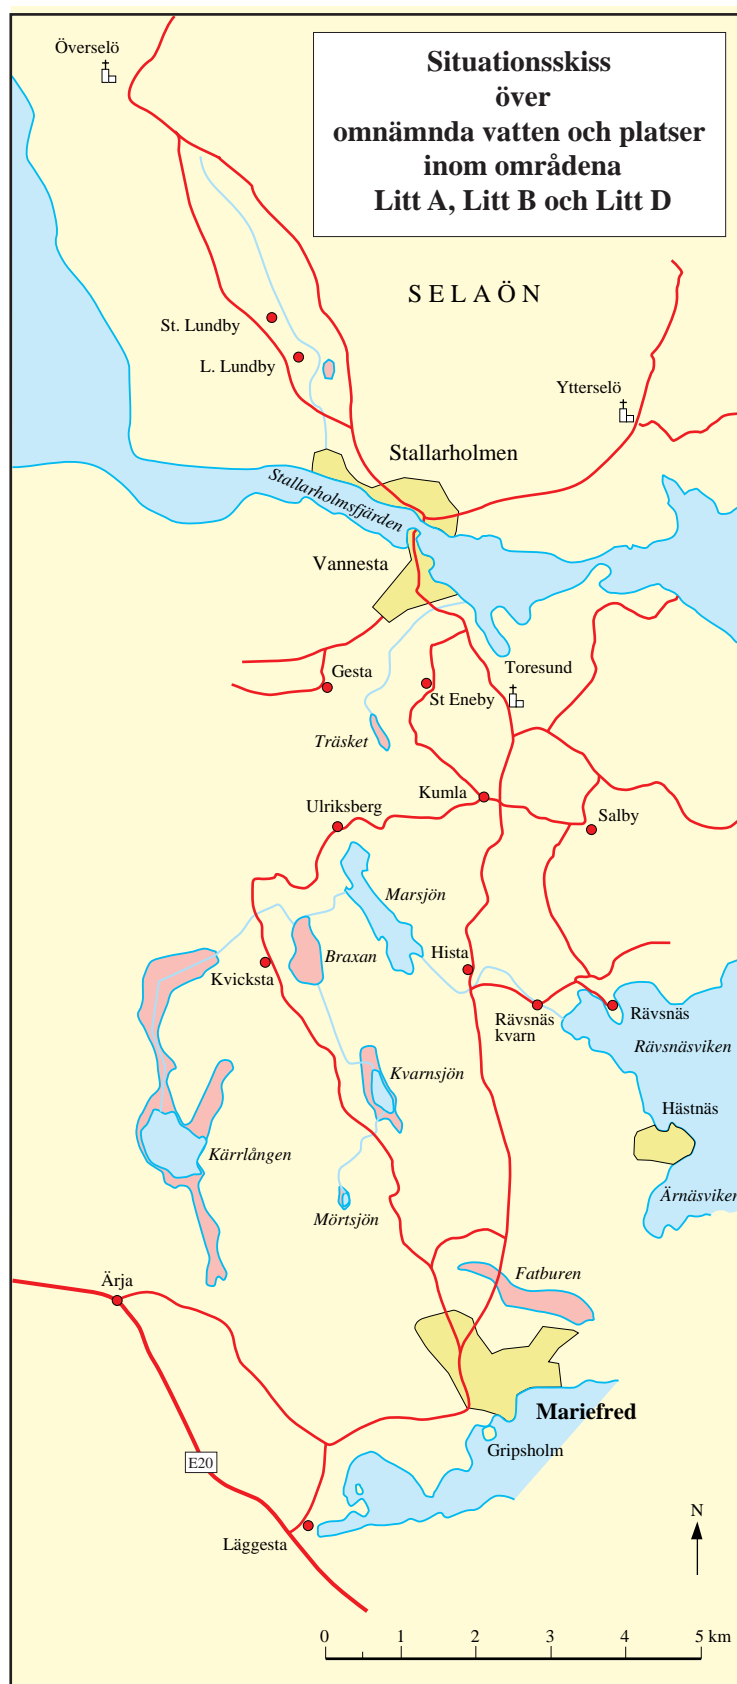 Överselö
Situationsskiss
över
omnämnda vatten och platser
inom områdena
Litt A, Litt B och Litt D
SELAÖN
St. Lundby
L. Lundby
Ytterselö
Stallarholmen
Stallarholmsfjärden
Vannesta
Gesta
Toresund
St Eneby
Träsket
Kumla
Ulriksberg
Salby
Marsjön
Braxan
Hista
Kvicksta
Rävsnäs
kvarn
Rävsnäs
Rävsnäsviken
Kvarnsjön
Hästnäs
Kärrlången
Ärnäsviken
Mörtsjön
Fatburen
Ärja
Mariefred
Gripsholm
E20
N
Läggesta
0 1 2 3 4 5 km